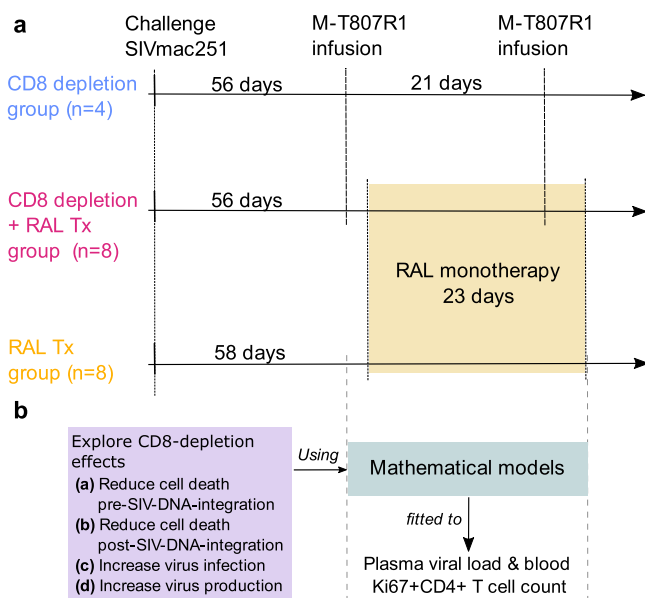 a
Challenge
SIVmac251
M-T807R1
infusion
M-T807R1
infusion
CD8 depletion
group (n=4)
56 days
21 days
CD8 depletion
+ RAL Tx
group (n=8)
56 days
RAL monotherapy
23 days
RAL Tx
group (n=8)
58 days
b
Explore CD8-depletion
effects
(a) Reduce cell death
pre-SIV-DNA-integration
(b) Reduce cell death
post-SIV-DNA-integration
(c) Increase virus infection
(d) Increase virus production
Using
Mathematical models
fitted to
Plasma viral load & blood
Ki67+CD4+ T cell count